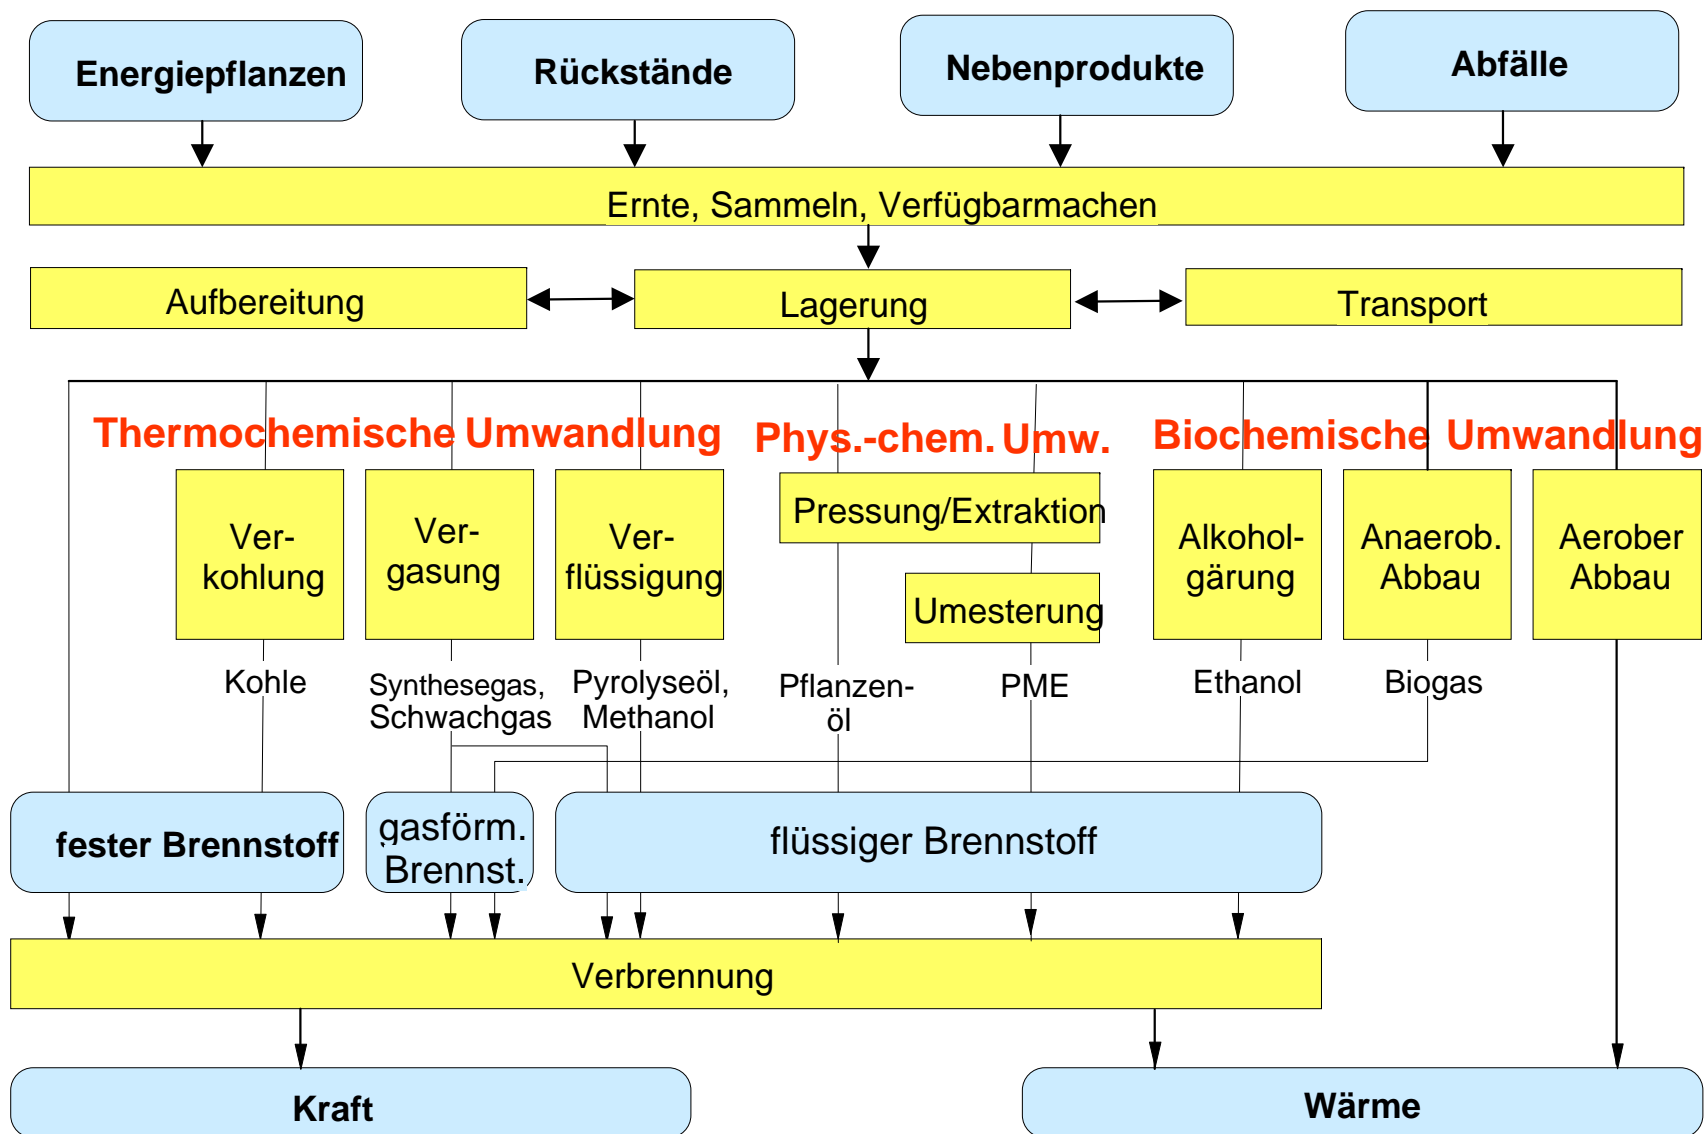 Energiepflanzen
Rückstände
Nebenprodukte
Abfälle
Ernte, Sammeln, Verfügbarmachen
Aufbereitung
Lagerung
Transport
Thermochemische Umwandlung
Phys.-chem. Umw.
Biochemische Umwandlung
Ver-
kohlung
Ver-
gasung
Ver-
flüssigung
Pressung/Extraktion
Umesterung
Alkohol-
gärung
Anaerob.
Abbau
Aerober
Abbau
Kohle
Synthesegas,
Schwachgas
Pyrolyseöl,
Methanol
Pflanzen-
öl
PME
Ethanol
Biogas
fester Brennstoff
gasförm.
Brennst.
flüssiger Brennstoff
Verbrennung
Kraft
Wärme